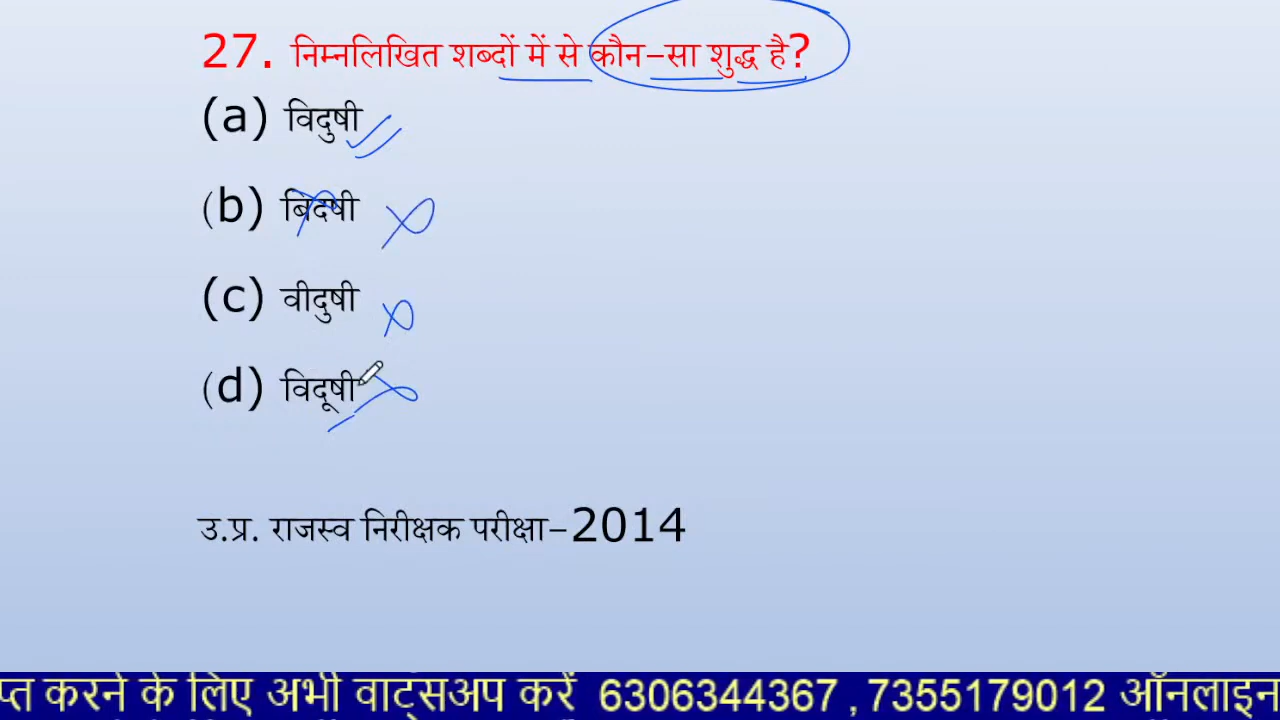 27. निम्नलिखित शब्दों में से कौन-सा शुद्ध है?
(a) विदुषी
(b) बिदषी
(c) वीदुषी
(d) विदूषी
उ.प्र. राजस्व निरीक्षक परीक्षा-2014
प्त करने के लिए अभी वाट्सअप करें 6306344367 , 7355179012 ऑनलाइन